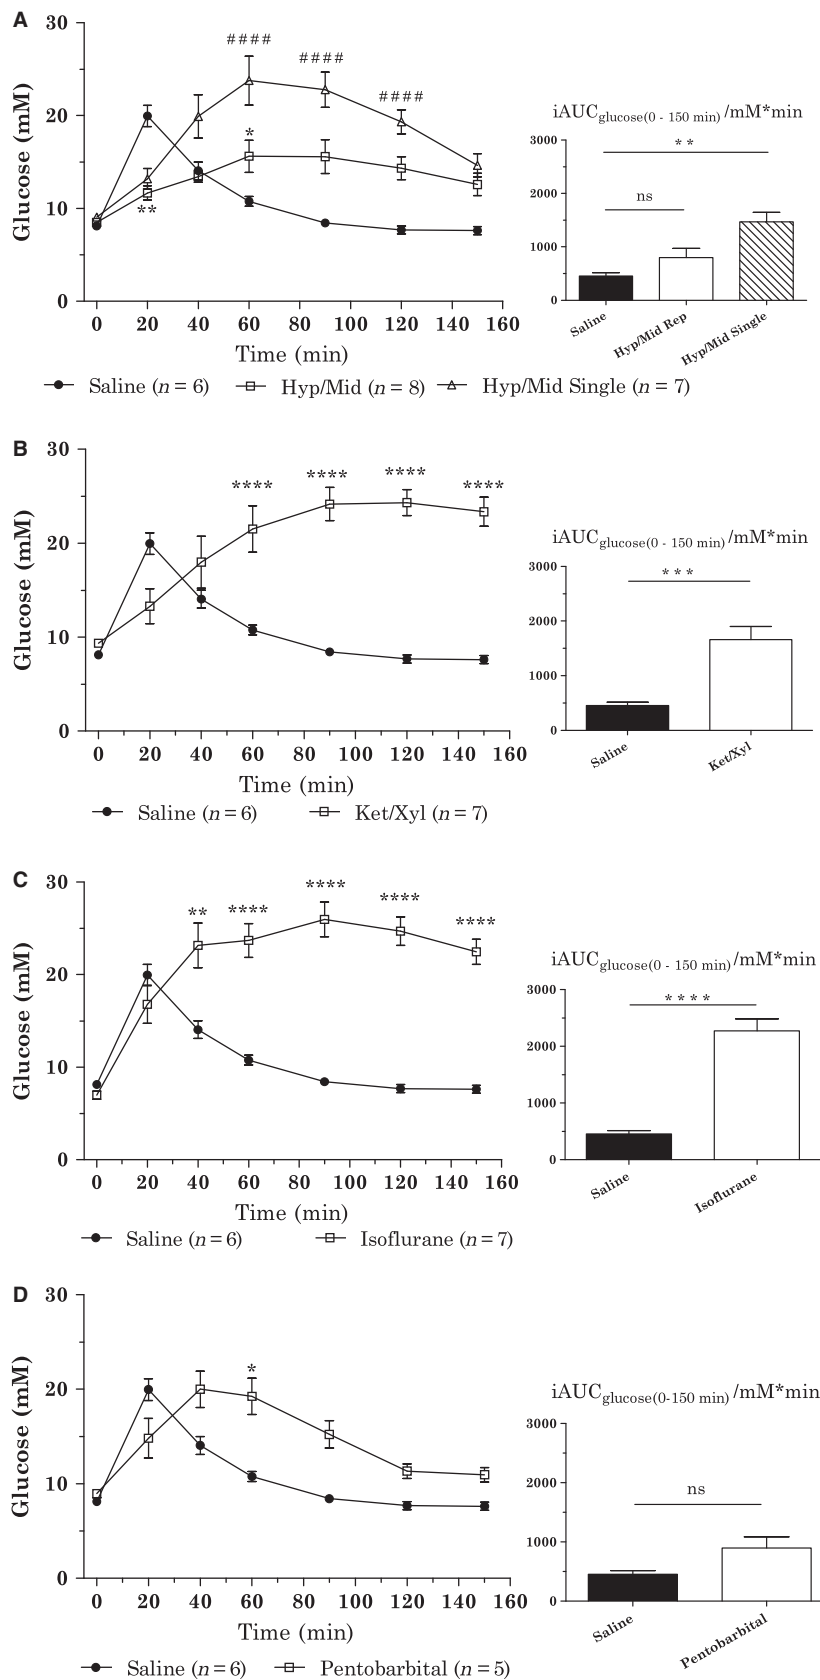 A
Glucose (mM)
30
20
10
0
####
####
####
*
**
0 20 40 60 80 100 120 140 160
Time (min)
Saline (n = 6) Hyp/Mid (n = 8) Hyp/Mid Single (n = 7)
iAUCglucose(0 - 150 min)/mM*min
3000
2000
1000
0
**
ns
Saline
Hyp/Mid Rep
Hyp/Mid Single
B
Glucose (mM)
30
20
10
0
****
****
****
****
0 20 40 60 80 100 120 140 160
Time (min)
Saline (n = 6) Ket/Xyl (n = 7)
iAUCglucose(0 - 150 min)/mM*min
3000
2000
1000
0
***
Saline
Ket/Xyl
C
Glucose (mM)
30
20
10
0
**
****
****
****
****
0 20 40 60 80 100 120 140 160
Time (min)
Saline (n = 6) Isoflurane (n = 7)
iAUCglucose(0 - 150 min)/mM*min
3000
2000
1000
0
****
Saline
Isoflurane
D
Glucose (mM)
30
20
10
0
*
0 20 40 60 80 100 120 140 160
Time (min)
Saline (n = 6) Pentobarbital (n = 5)
iAUCglucose(0-150 min)/mM*min
3000
2000
1000
0
ns
Saline
Pentobarbital